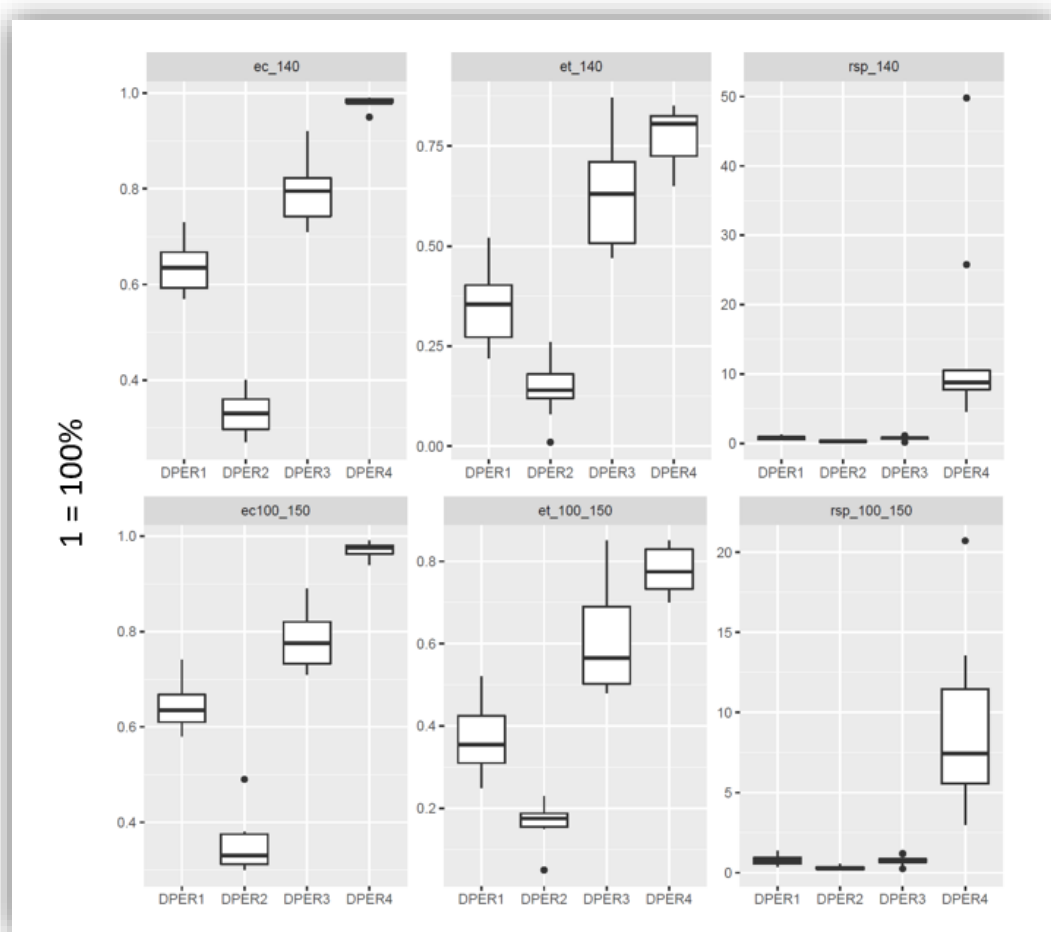 1 = 100%
ec_140
1.0
0.8
0.6
0.4
DPER1 DPER2 DPER3 DPER4
et_140
0.75
0.50
0.25
0.00
DPER1 DPER2 DPER3 DPER4
rsp_140
50
40
30
20
10
0
DPER1 DPER2 DPER3 DPER4
ec100_150
1.0
0.8
0.6
0.4
DPER1 DPER2 DPER3 DPER4
et_100_150
0.8
0.6
0.4
0.2
DPER1 DPER2 DPER3 DPER4
rsp_100_150
20
15
10
5
0
DPER1 DPER2 DPER3 DPER4